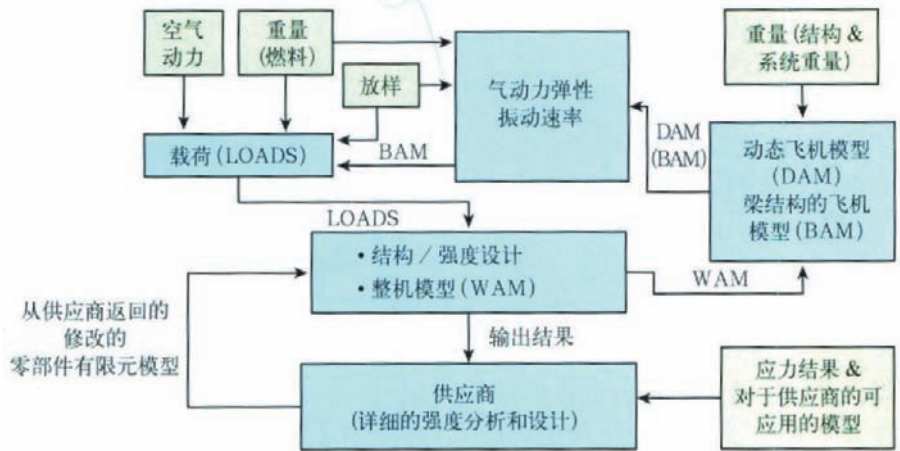 空气
动力
重量
(燃料)
放样
气动力弹性
振动速率
重量(结构&
系统重量)
载荷(LOADS)
BAM
DAM
(BAM)
动态飞机模型
(DAM)
梁结构的飞机
模型(BAM)
LOADS
·结构/强度设计
·整机模型(WAM)
WAM
从供应商返回的
修改的
零部件有限元模型
输出结果
供应商
(详细的强度分析和设计)
应力结果&
对于供应商的可
应用的模型